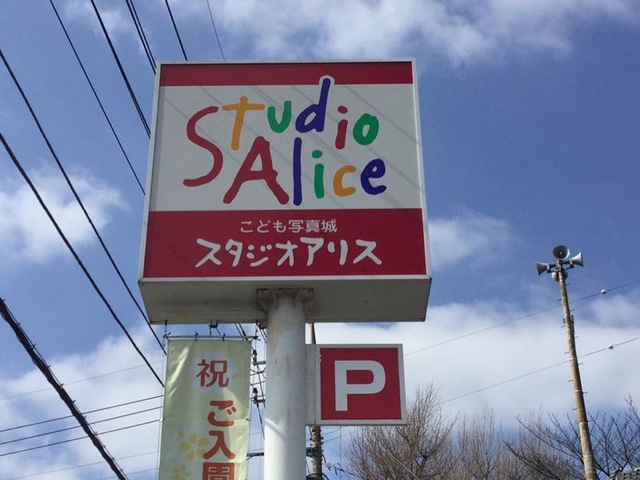 Studio
Alice
こども写真城
スタジオアリス
P
祝
ご入園